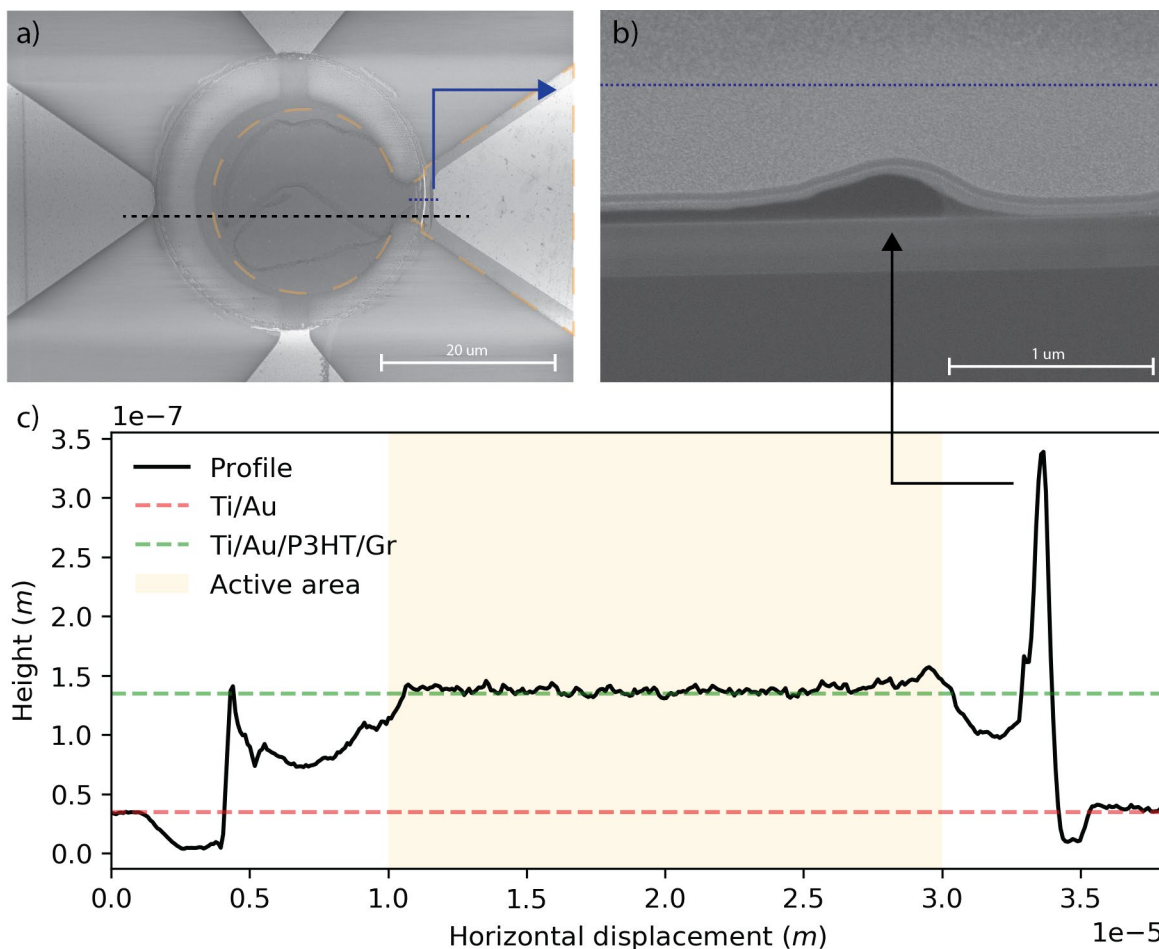 a)
20 um
b)
1 um
c)
1e−7
3.5
3.0
2.5
2.0
1.5
1.0
0.5
0.0
Height (m)
Profile
Ti/Au
Ti/Au/P3HT/Gr
Active area
0.0
0.5
1.0
1.5
2.0
2.5
3.0
3.5
1e−5
Horizontal displacement (m)